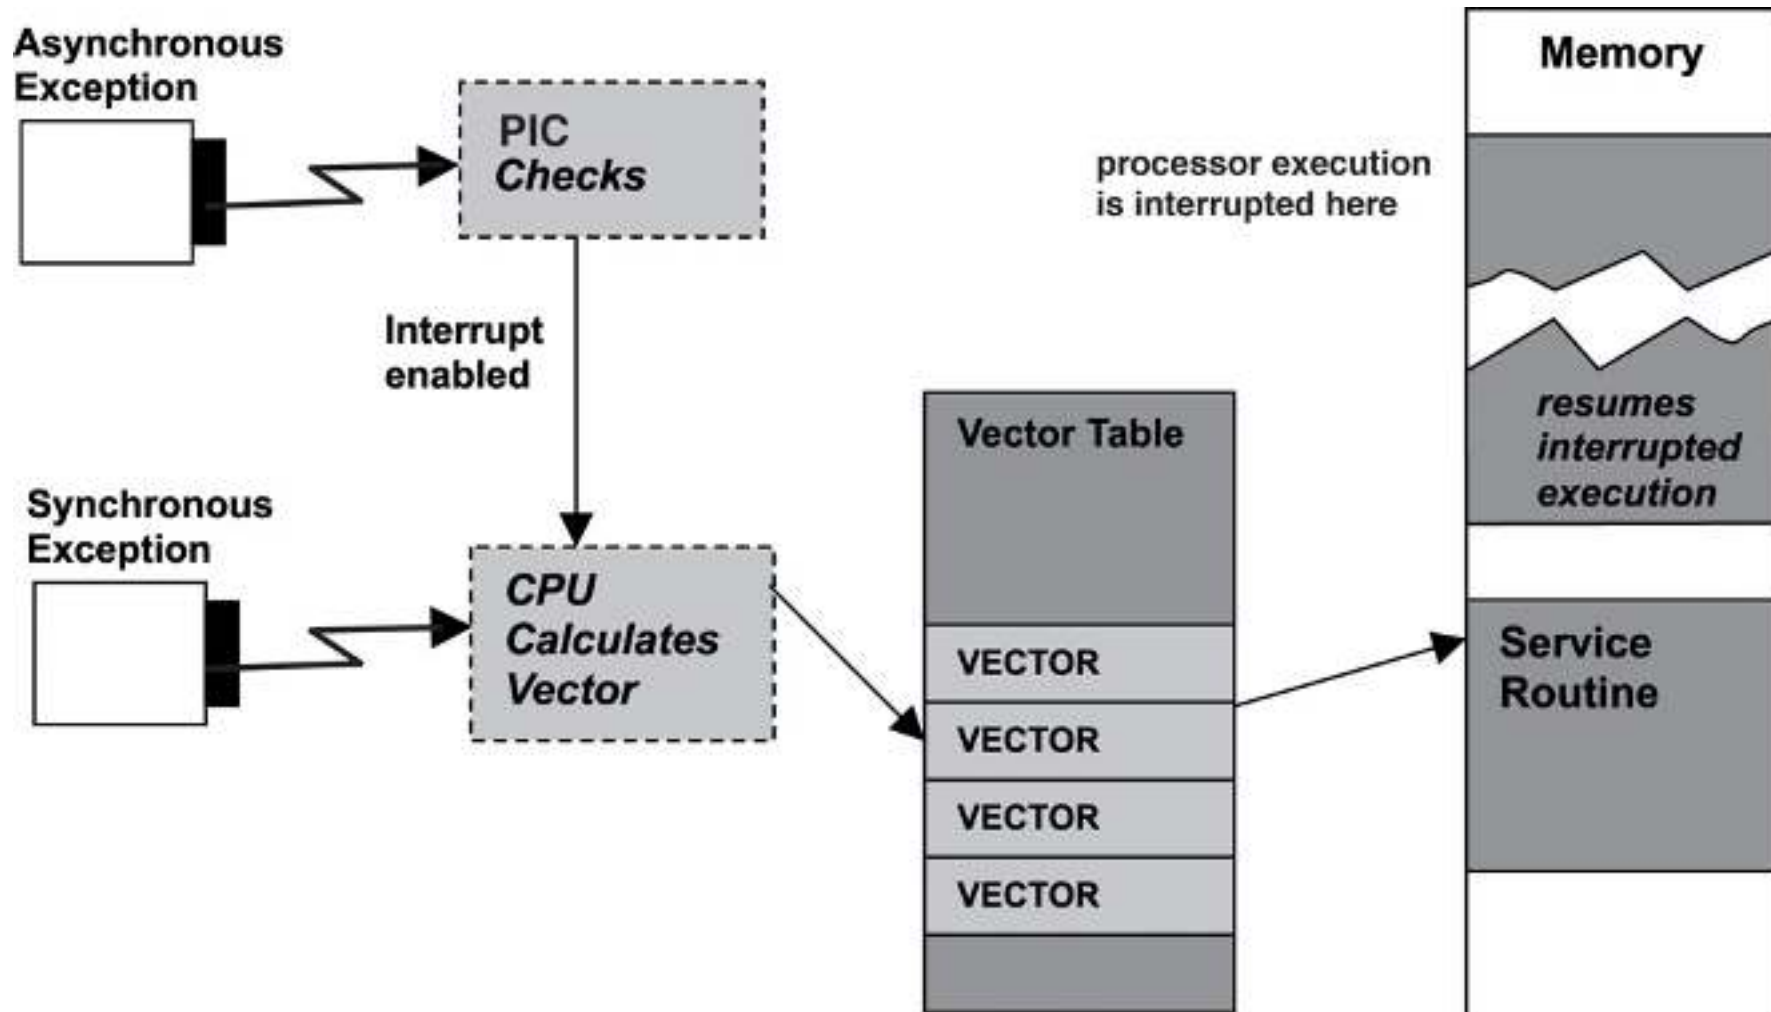 Asynchronous
Exception
PIC
Checks
Interrupt
enabled
Synchronous
Exception
CPU
Calculates
Vector
Vector Table
VECTOR
VECTOR
VECTOR
VECTOR
processor execution
is interrupted here
Memory
resumes
interrupted
execution
Service
Routine